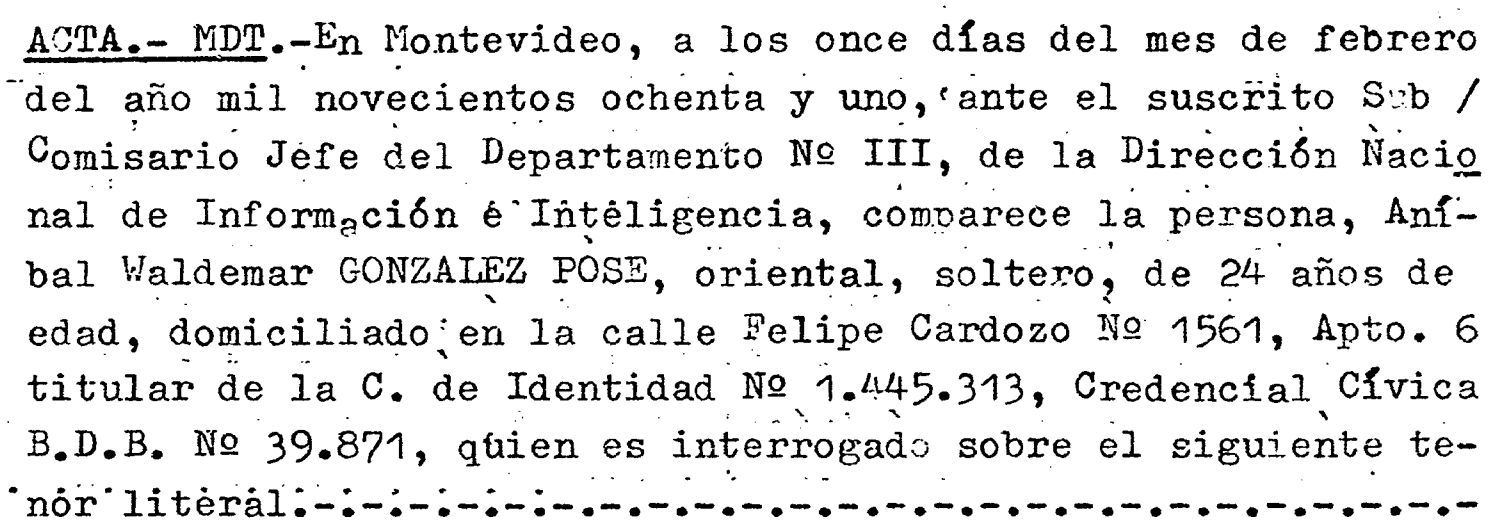 ACTA.- MDT.-En Montevideo, a los once días del mes de febrero
del año mil novecientos ochenta y uno, ante el suscrito Sub /
Comisario Jefe del Departamento Nº III, de la Dirección Nacio
nal de Información é Inteligencia, comparece la persona, Aní-
bal Waldemar GONZALEZ POSE, oriental, soltero, de 24 años de
edad, domiciliado en la calle Felipe Cardozo Nº 1561, Apto. 6
titular de la C. de Identidad Nº 1.445.313, Credencial Cívica
B.D.B. Nº 39.871, quien es interrogado sobre el siguiente te-
nor literal:-:-:-:-:-:-.-.-.-.-.-.-.-.-.-.-.-.-.-.-.-.-.-